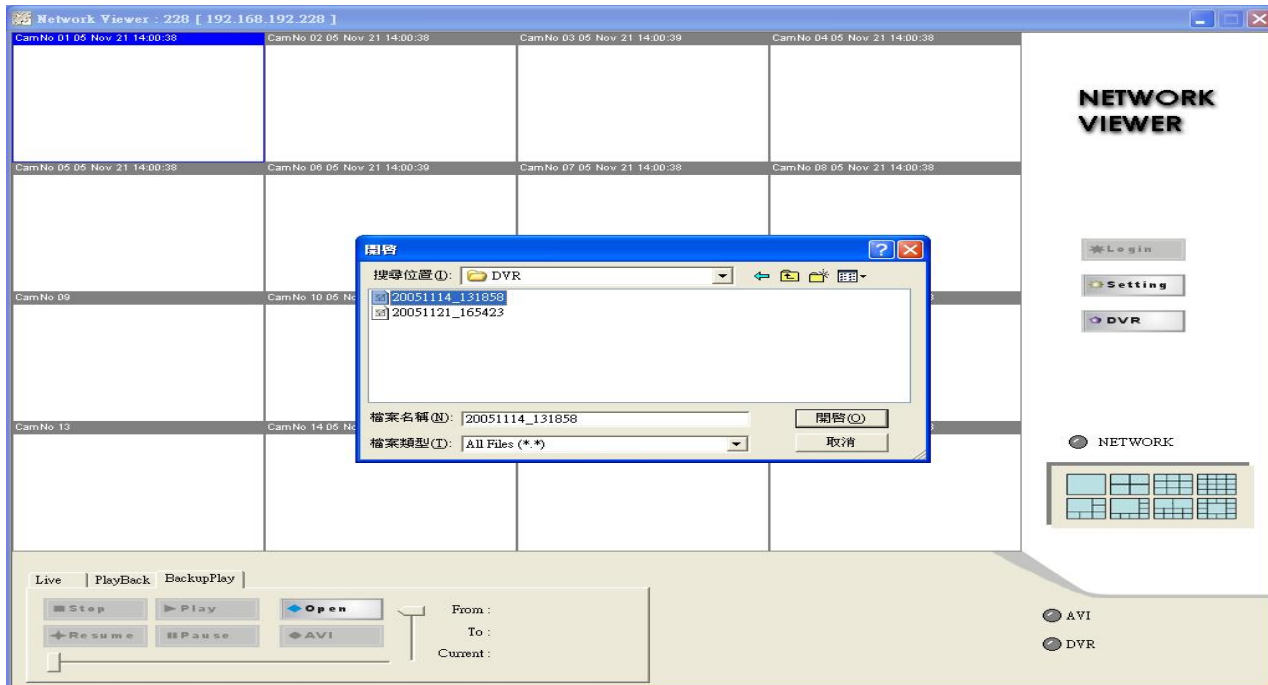 Network Viewer : 228 [ 192.168.192.228 ]
CamNo 01 05 Nov 21 14:00:38
CamNo 02 05 Nov 21 14:00:38
CamNo 03 05 Nov 21 14:00:39
CamNo 04 05 Nov 21 14:00:38
NETWORK
VIEWER
CamNo 05 05 Nov 21 14:00:38
CamNo 06 05 Nov 21 14:00:39
CamNo 07 05 Nov 21 14:00:38
CamNo 08 05 Nov 21 14:00:38
開啓
搜尋位置(I): DVR
20051114_131858
20051121_165423
檔案名稱(N): 20051114_131858
開啓(O)
檔案類型(T): All Files (*.*)
取消
Login
Setting
DVR
CamNo 09
CamNo 10 05 No
CamNo 13
CamNo 14 05 No
NETWORK
Live
PlayBack
BackupPlay
Stop
Play
Open
From :
Resume
Pause
AVI
To :
Current :
AVI
DVR